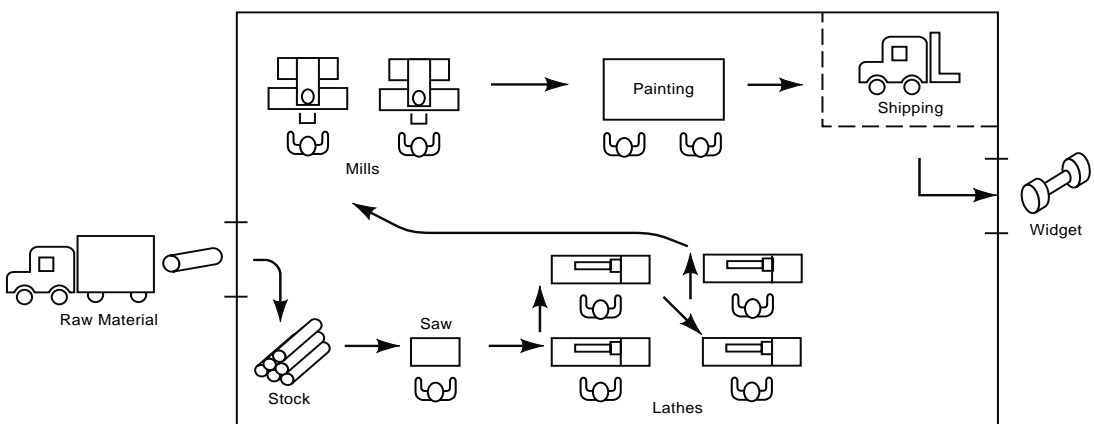 Painting
Shipping
Mills
Widget
Raw Material
Saw
Stock
Lathes